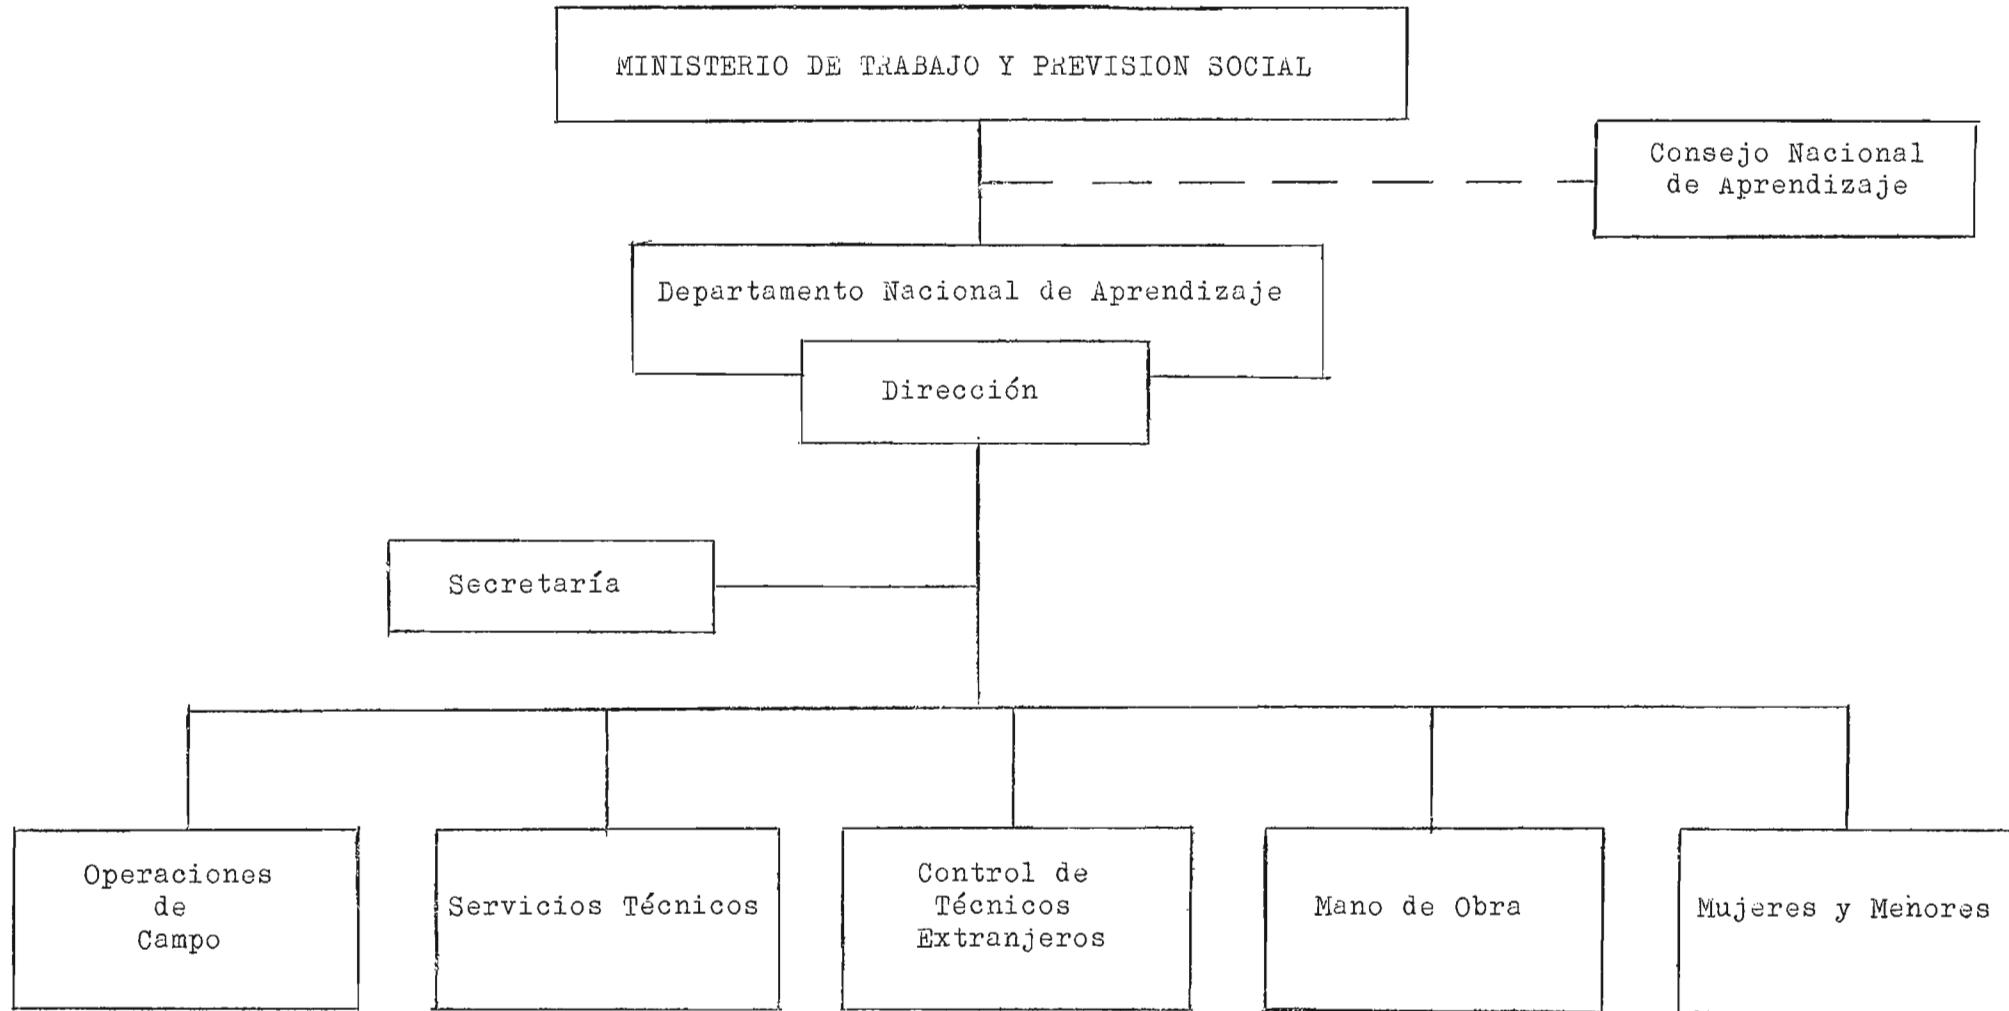 MINISTERIO DE TRABAJO Y PREVISION SOCIAL
Consejo Nacional
de Aprendizaje
Departamento Nacional de Aprendizaje
Dirección
Secretaría
Operaciones
de
Campo
Servicios Técnicos
Control de
Técnicos
Extranjeros
Mano de Obra
Mujeres y Menores